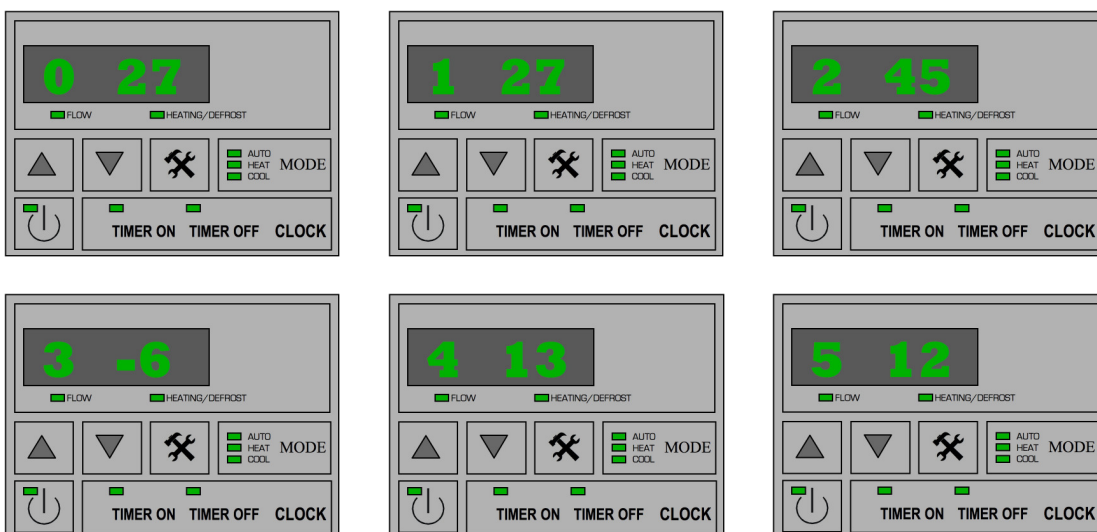 0 27
FLOW HEATING/DEFROST
AUTO
HEAT MODE
COOL
TIMER ON TIMER OFF CLOCK
1 27
FLOW HEATING/DEFROST
AUTO
HEAT MODE
COOL
TIMER ON TIMER OFF CLOCK
2 45
FLOW HEATING/DEFROST
AUTO
HEAT MODE
COOL
TIMER ON TIMER OFF CLOCK
3 -6
FLOW HEATING/DEFROST
AUTO
HEAT MODE
COOL
TIMER ON TIMER OFF CLOCK
4 13
FLOW HEATING/DEFROST
AUTO
HEAT MODE
COOL
TIMER ON TIMER OFF CLOCK
5 12
FLOW HEATING/DEFROST
AUTO
HEAT MODE
COOL
TIMER ON TIMER OFF CLOCK